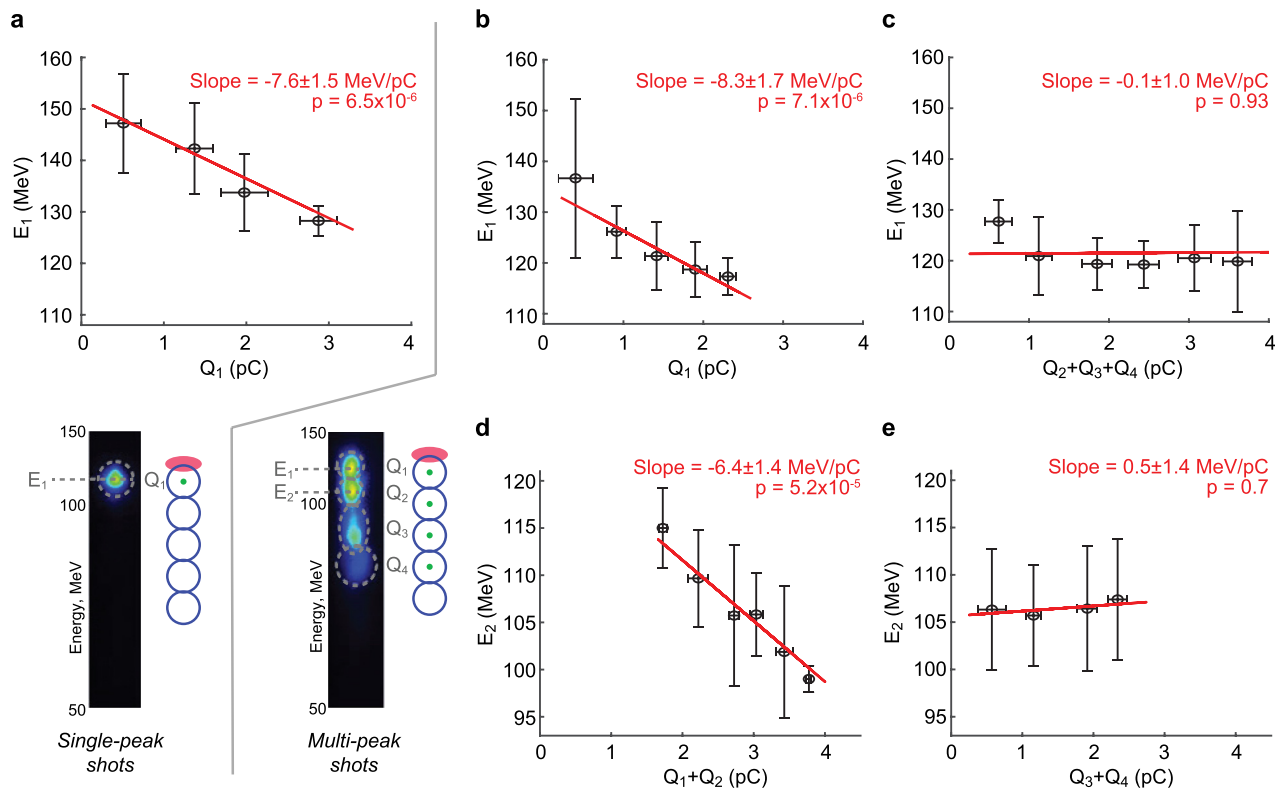 a
160
150
140
130
120
110
E₁ (MeV)
0
1
2
3
4
Q₁ (pC)
Slope = -7.6±1.5 MeV/pC
p = 6.5x10⁻⁶
b
160
150
140
130
120
110
E₁ (MeV)
0
1
2
3
4
Q₁ (pC)
Slope = -8.3±1.7 MeV/pC
p = 7.1x10⁻⁶
c
160
150
140
130
120
110
E₁ (MeV)
0
1
2
3
4
Q₂+Q₃+Q₄ (pC)
Slope = -0.1±1.0 MeV/pC
p = 0.93
150
E₁
Q₁
100
Energy, MeV
50
Single-peak
shots
150
E₁
Q₁
E₂
Q₂
100
Q₃
Q₄
Energy, MeV
50
Multi-peak
shots
d
120
115
110
105
100
95
E₂ (MeV)
0
1
2
3
4
Q₁+Q₂ (pC)
Slope = -6.4±1.4 MeV/pC
p = 5.2x10⁻⁵
e
120
115
110
105
100
95
E₂ (MeV)
0
1
2
3
4
Q₃+Q₄ (pC)
Slope = 0.5±1.4 MeV/pC
p = 0.7